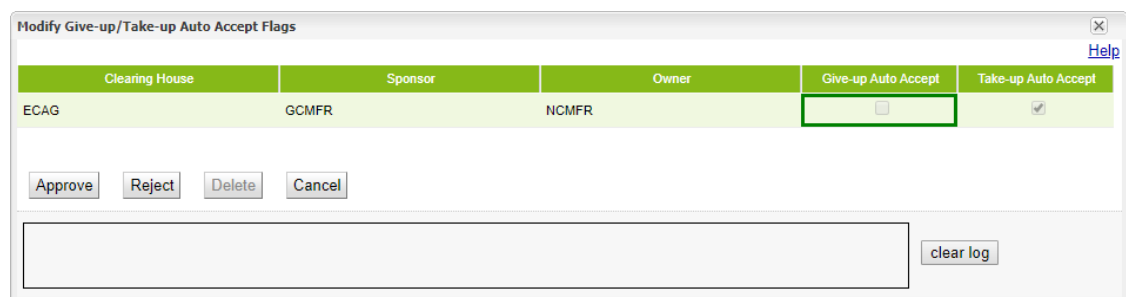 Modify Give-up/Take-up Auto Accept Flags
Help
Clearing House Sponsor Owner Give-up Auto Accept Take-up Auto Accept
ECAG GCMFR NCMFR
Approve Reject Delete Cancel
clear log